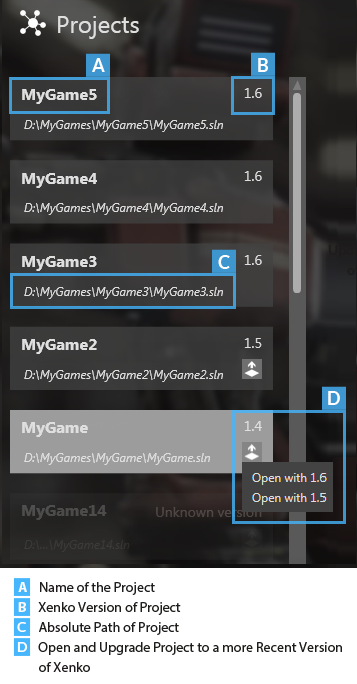 Projects
A B
MyGame5 1.6
D:\MyGames\MyGame5\MyGame5.sln
MyGame4 1.6
D:\MyGames\MyGame4\MyGame4.sln
MyGame3 C 1.6
D:\MyGames\MyGame3\MyGame3.sln
MyGame2 1.5
D:\MyGames\MyGame2\MyGame2.sln
D
MyGame 1.4
D:\MyGames\MyGame\MyGame.sln
Open with 1.6
Open with 1.5
MyGame14 Unknown version
D:\...\MyGame14.sln
A Name of the Project
B Xenko Version of Project
C Absolute Path of Project
D Open and Upgrade Project to a more Recent Version
of Xenko